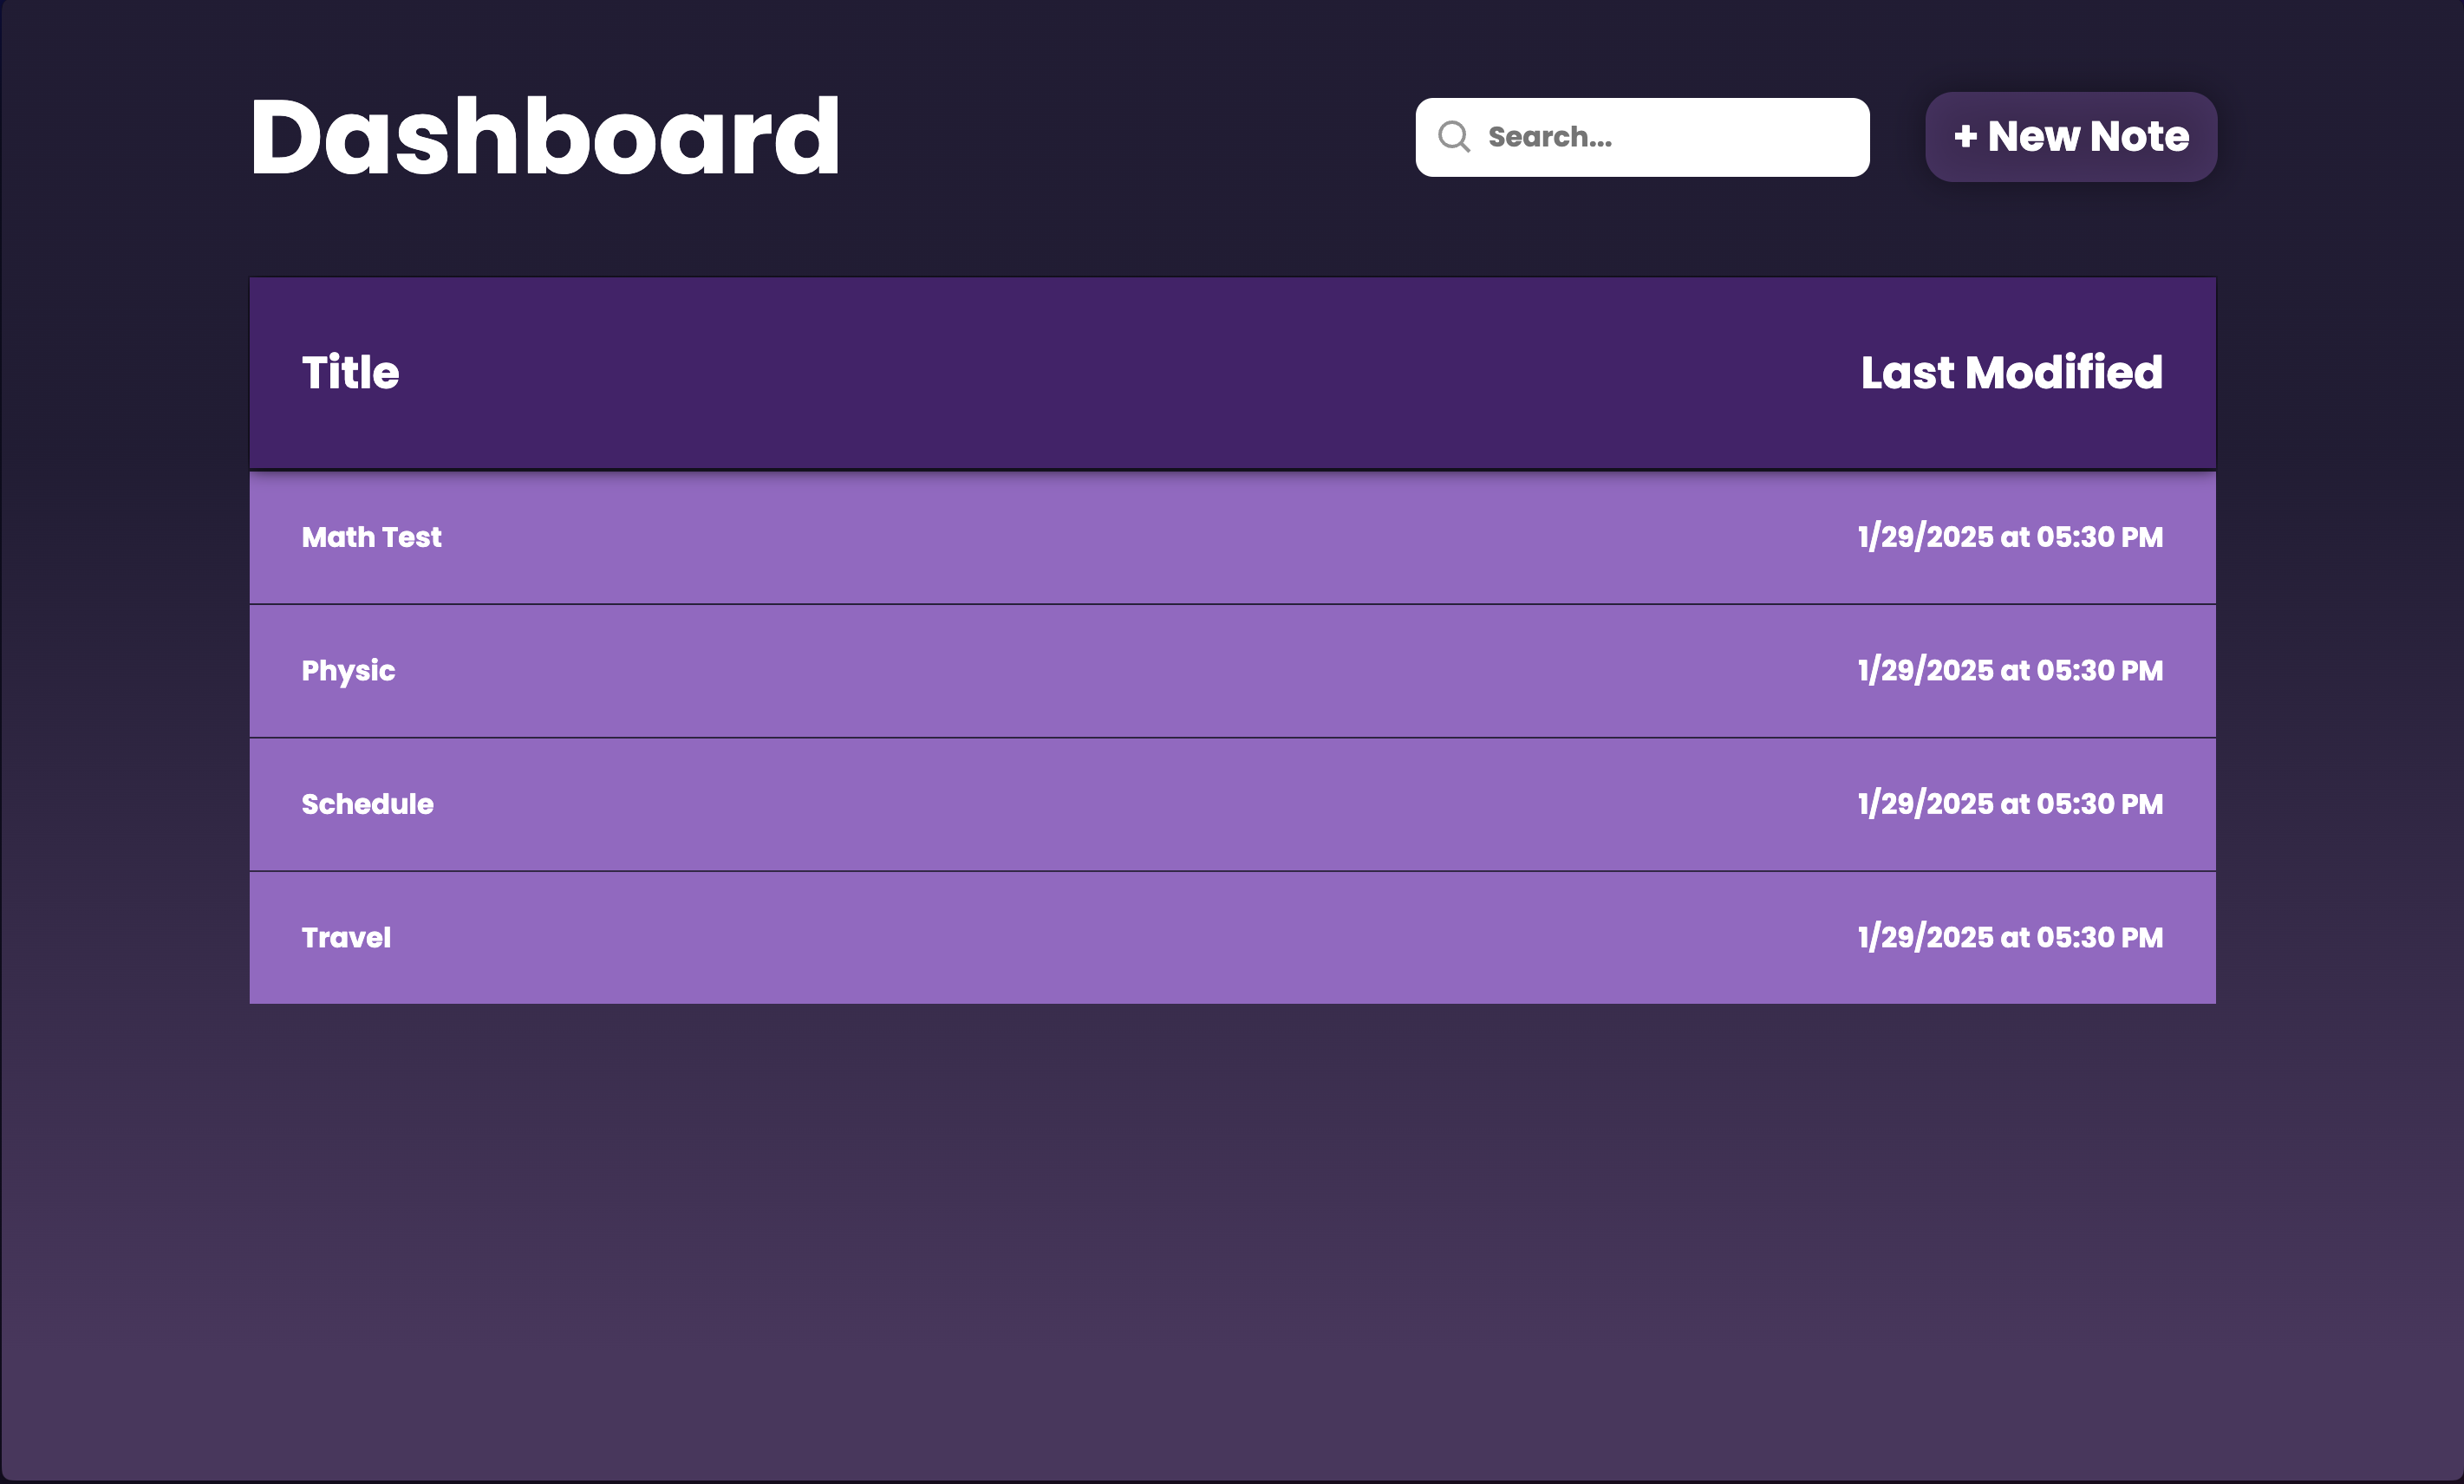 Dashboard
Search...
+ New Note
Title Last Modified
Math Test 1/29/2025 at 05:30 PM
Physic 1/29/2025 at 05:30 PM
Schedule 1/29/2025 at 05:30 PM
Travel 1/29/2025 at 05:30 PM